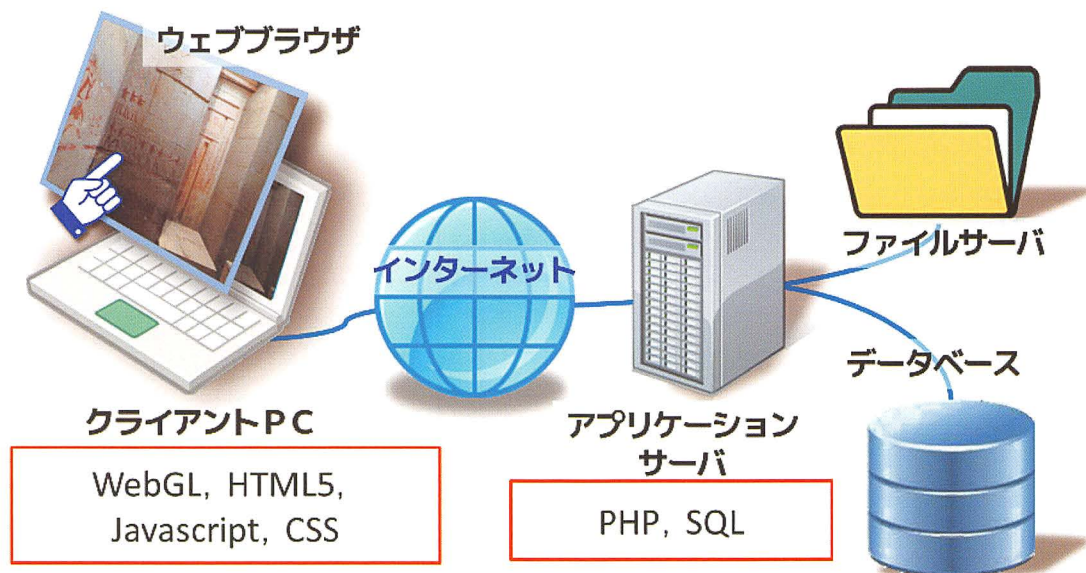 ウェブブラウザ
インターネット
ファイルサーバ
データベース
クライアントPC
WebGL, HTML5,
Javascript, CSS
アプリケーション
サーバ
PHP, SQL